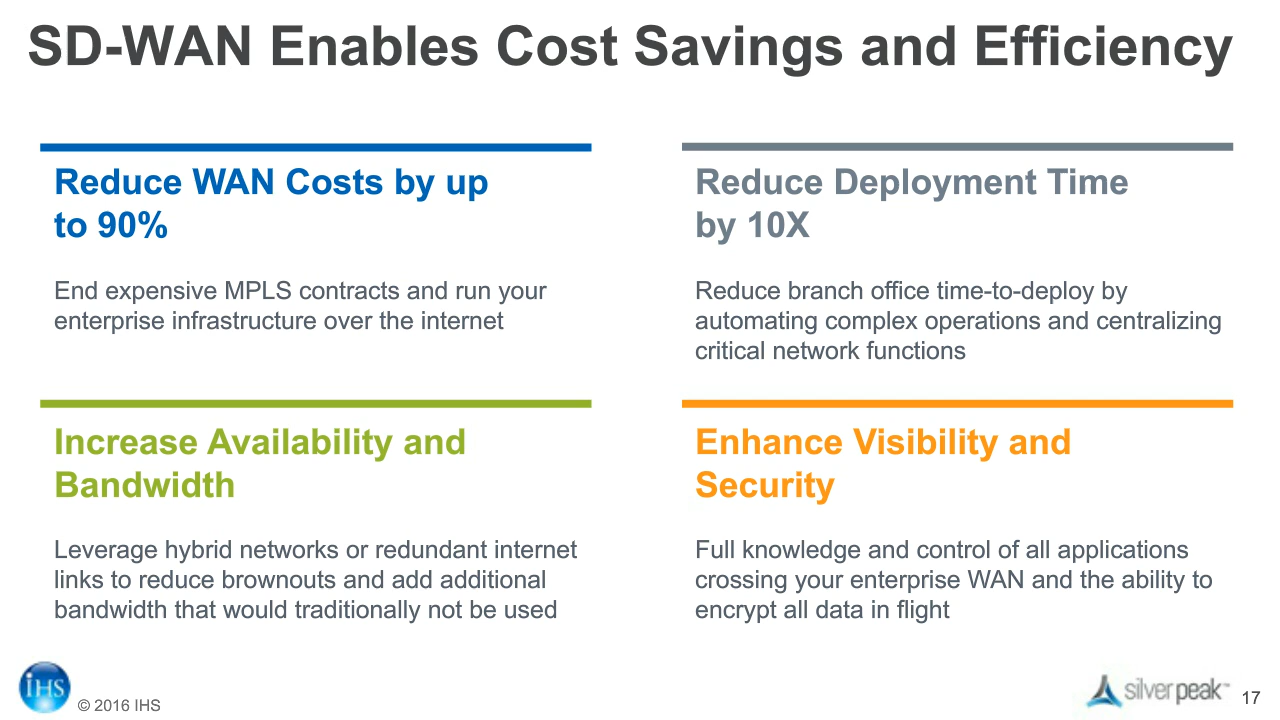 SD-WAN Enables Cost Savings and Efficiency
Reduce WAN Costs by up
to 90%
End expensive MPLS contracts and run your
enterprise infrastructure over the internet
Reduce Deployment Time
by 10X
Reduce branch office time-to-deploy by
automating complex operations and centralizing
critical network functions
Increase Availability and
Bandwidth
Leverage hybrid networks or redundant internet
links to reduce brownouts and add additional
bandwidth that would traditionally not be used
Enhance Visibility and
Security
Full knowledge and control of all applications
crossing your enterprise WAN and the ability to
encrypt all data in flight
iHS
© 2016 IHS
silver peak™
17